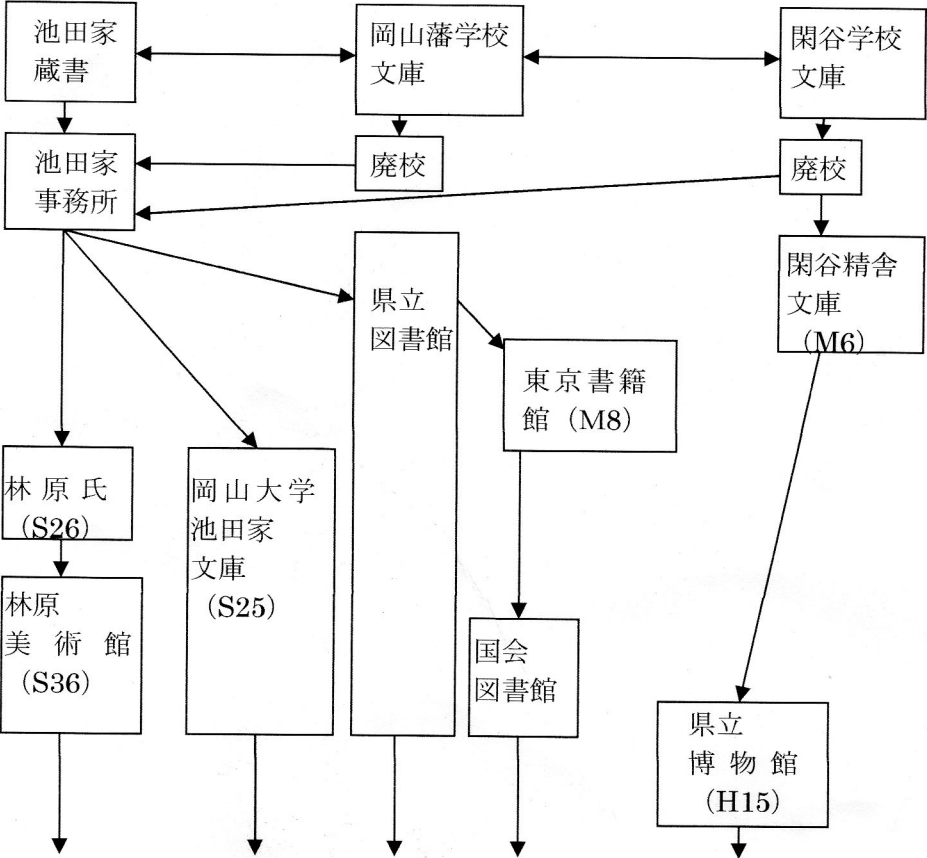 池田家
蔵書
岡山藩学校
文庫
閑谷学校
文庫
池田家
事務所
廃校
廃校
閑谷精舎
文庫
(M6)
県立
図書館
東京書籍
館(M8)
林原氏
(S26)
岡山大学
池田家
文庫
(S25)
林原
美術館
(S36)
国会
図書館
県立
博物館
(H15)